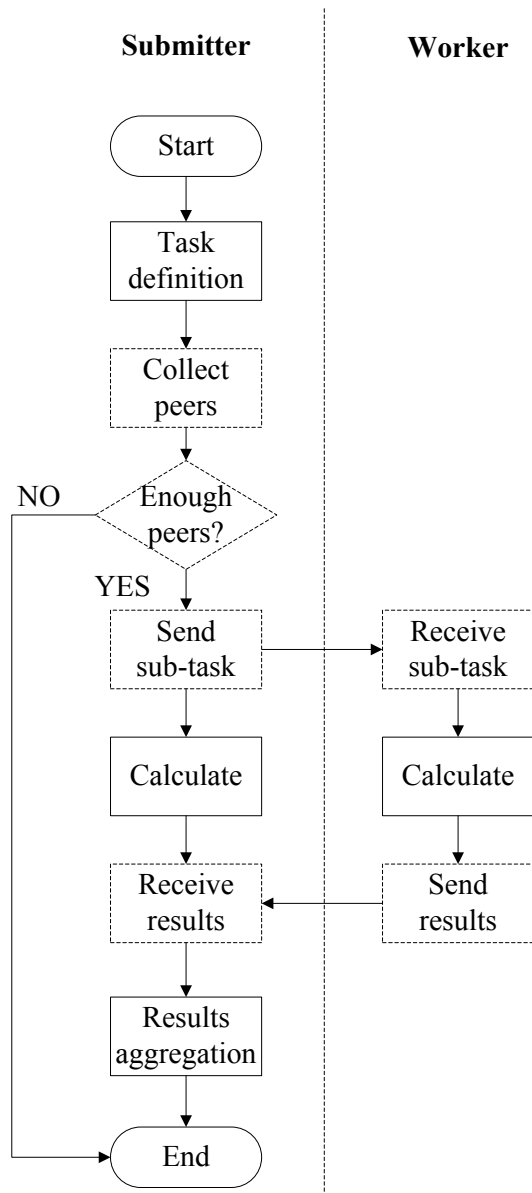 Submitter
Worker
Start
Task
definition
Collect
peers
Enough
peers?
NO
YES
Send
sub-task
Receive
sub-task
Calculate
Calculate
Receive
results
Send
results
Results
aggregation
End